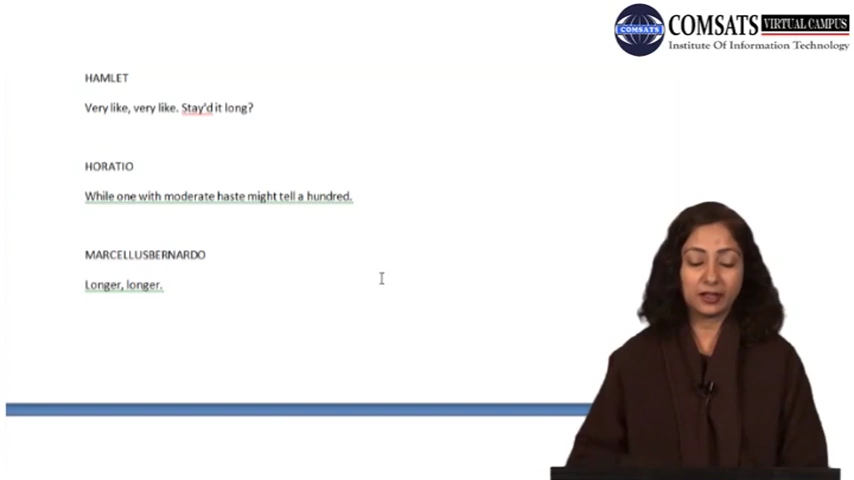 COMSATS VIRTUAL CAMPUS
COMSATS
Institute Of Information Technology
HAMLET
Very like, very like. Stay'd it long?
HORATIO
While one with moderate haste might tell a hundred.
MARCELLUSBERNARDO
Longer, longer.